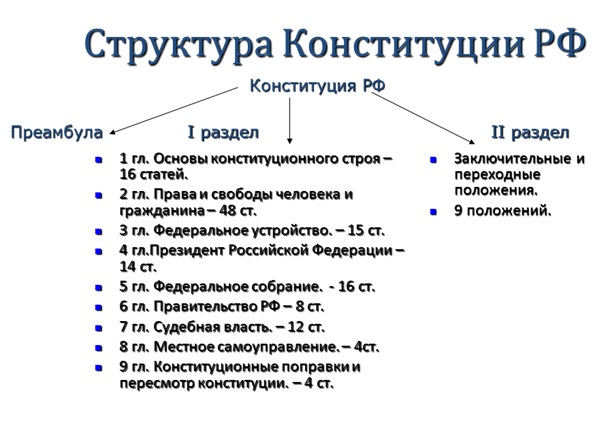 Структура Конституции РФ
Конституция РФ
Преамбула
I раздел
II раздел
1 гл. Основы конституционного строя –
16 статей.
2 гл. Права и свободы человека и
гражданина – 48 ст.
3 гл. Федеральное устройство. – 15 ст.
4 гл.Президент Российской Федерации –
14 ст.
5 гл. Федеральное собрание. - 16 ст.
6 гл. Правительство РФ – 8 ст.
7 гл. Судебная власть. – 12 ст.
8 гл. Местное самоуправление. – 4ст.
9 гл. Конституционные поправки и
пересмотр конституции. – 4 ст.
Заключительные и
переходные
положения.
9 положений.